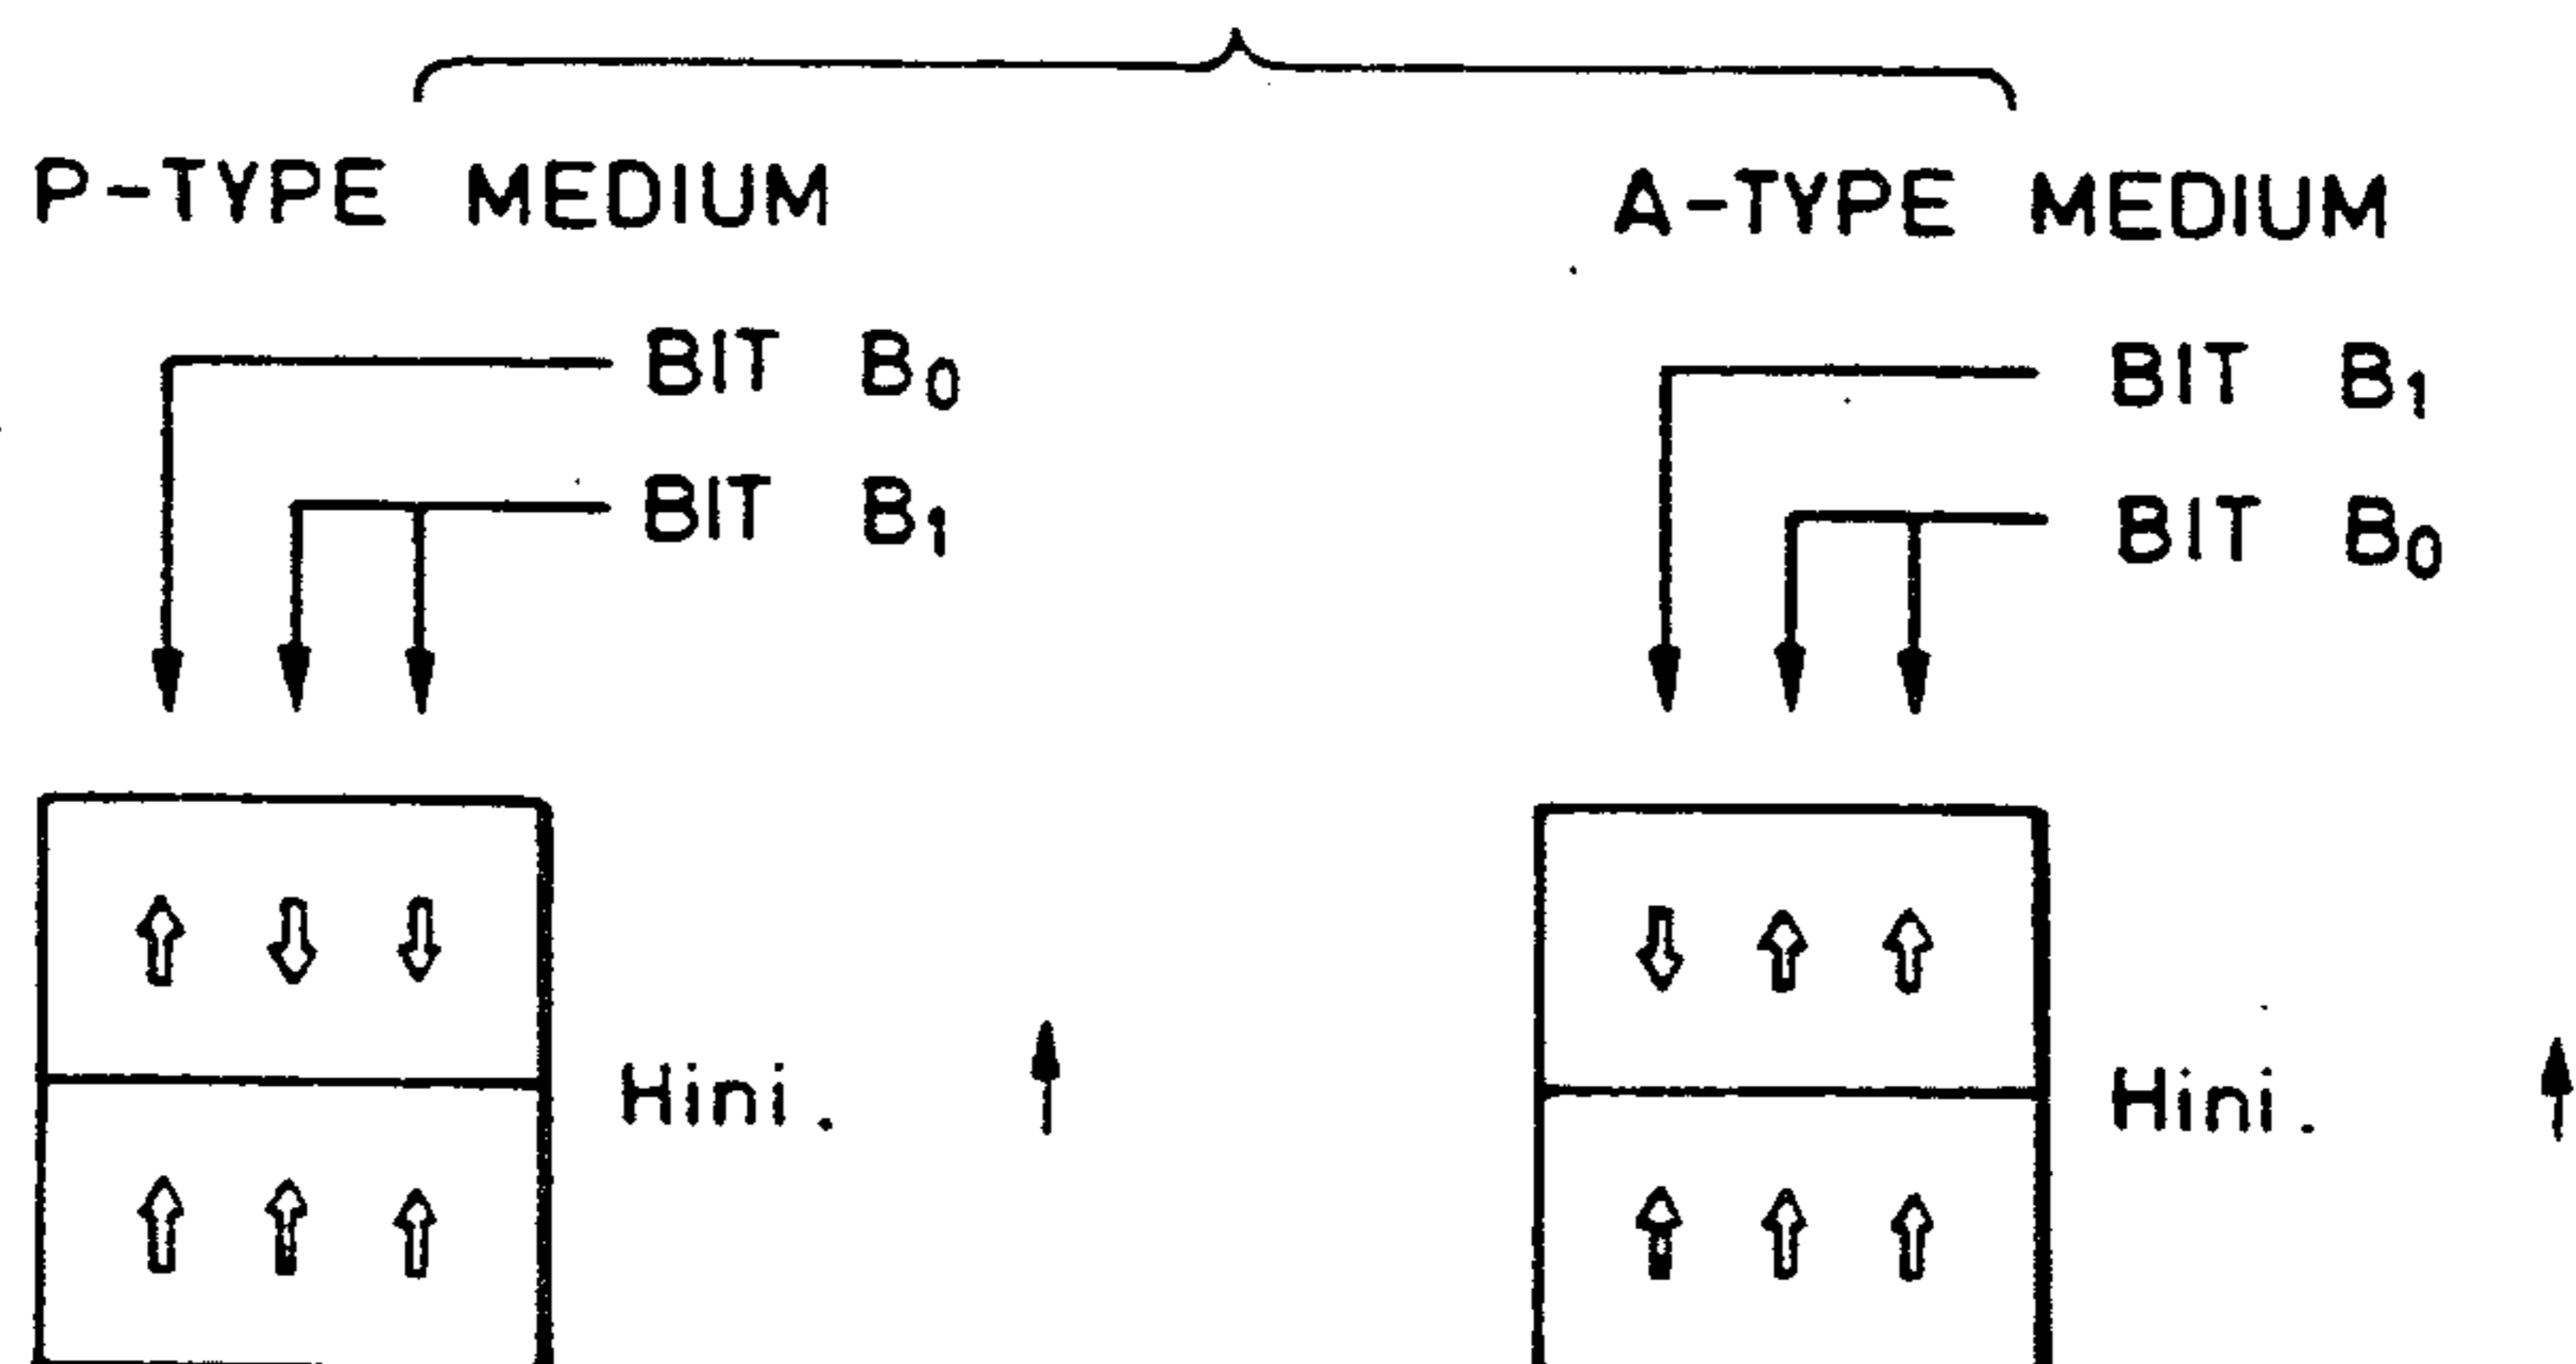 P-TYPE MEDIUM
BIT B0
BIT B1
Hini.
A-TYPE MEDIUM
BIT B1
BIT B0
Hini.